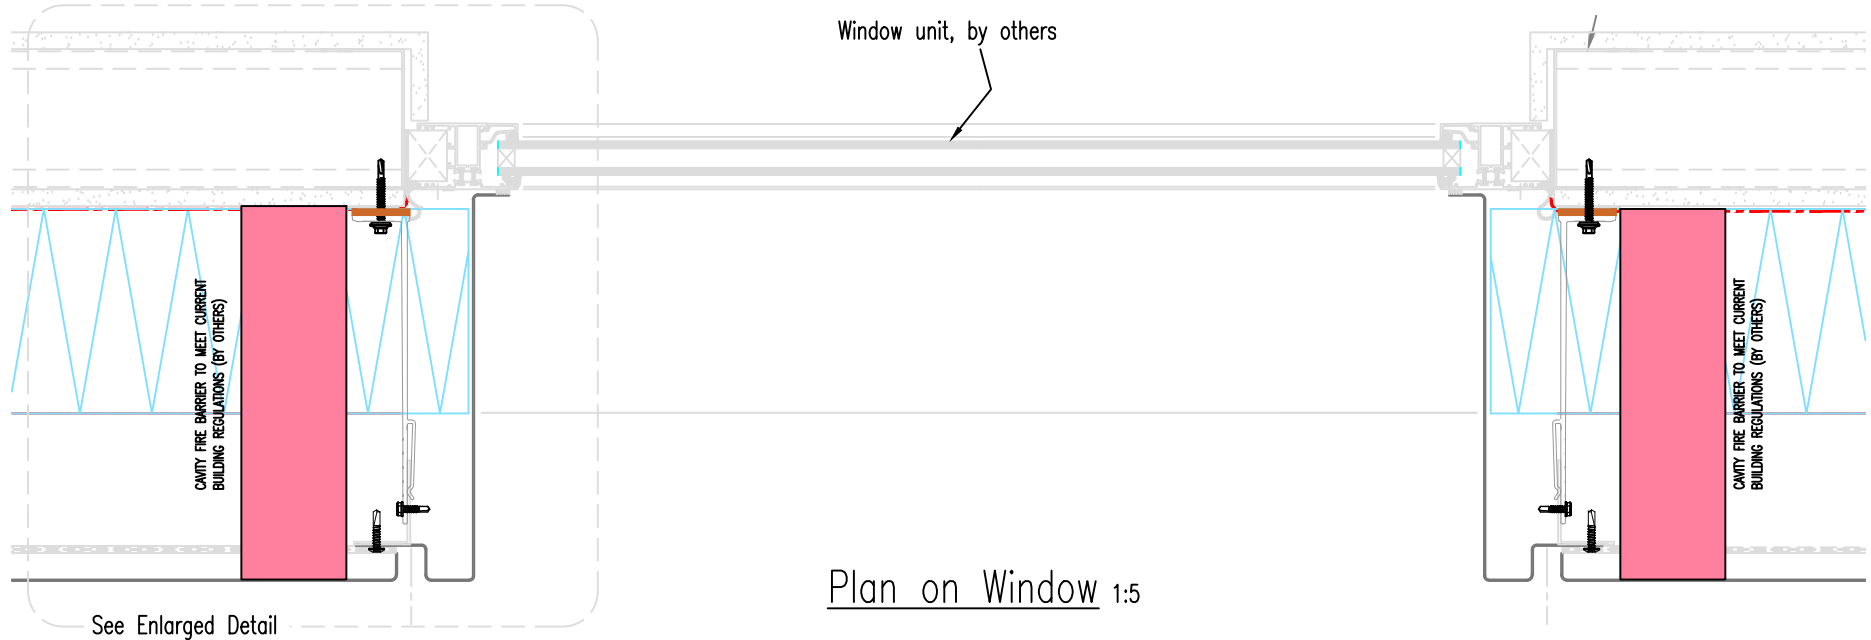 Window unit, by others
CAVITY FIRE BARRIER TO MEET CURRENT
BUILDING REGULATIONS (BY OTHERS)
CAVITY FIRE BARRIER TO MEET CURRENT
BUILDING REGULATIONS (BY OTHERS)
Plan on Window 1:5
See Enlarged Detail